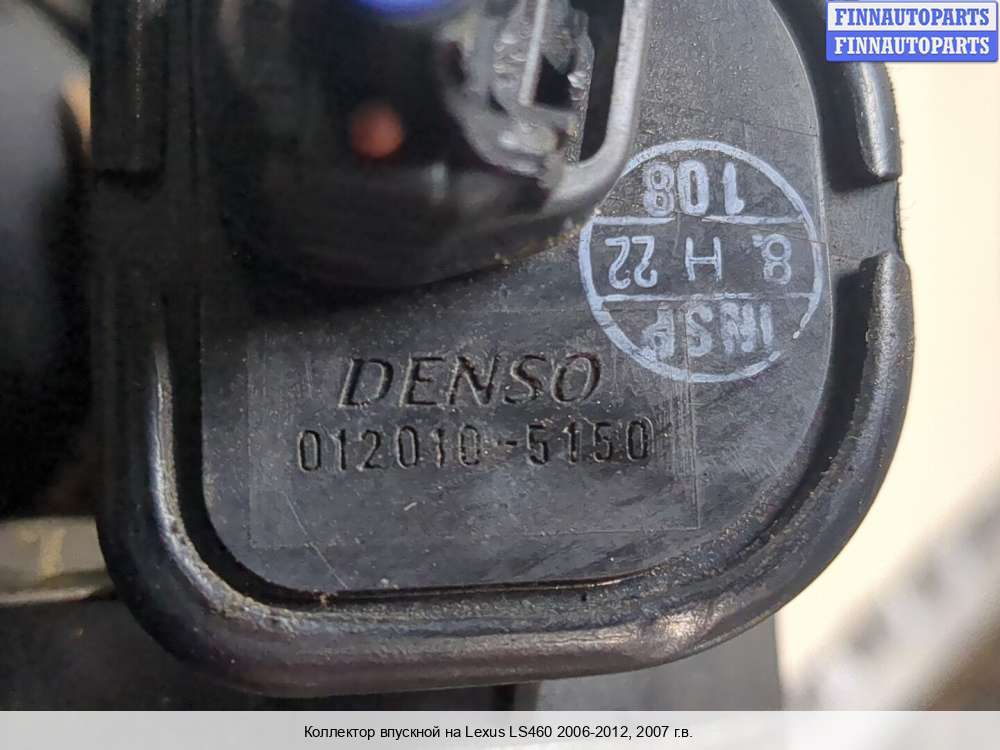 FINNAUTOPARTS
FINNAUTOPARTS
INSP
8. H 22
108
DENSO
012010-5150
Коллектор впускной на Lexus LS460 2006-2012, 2007 г.в.